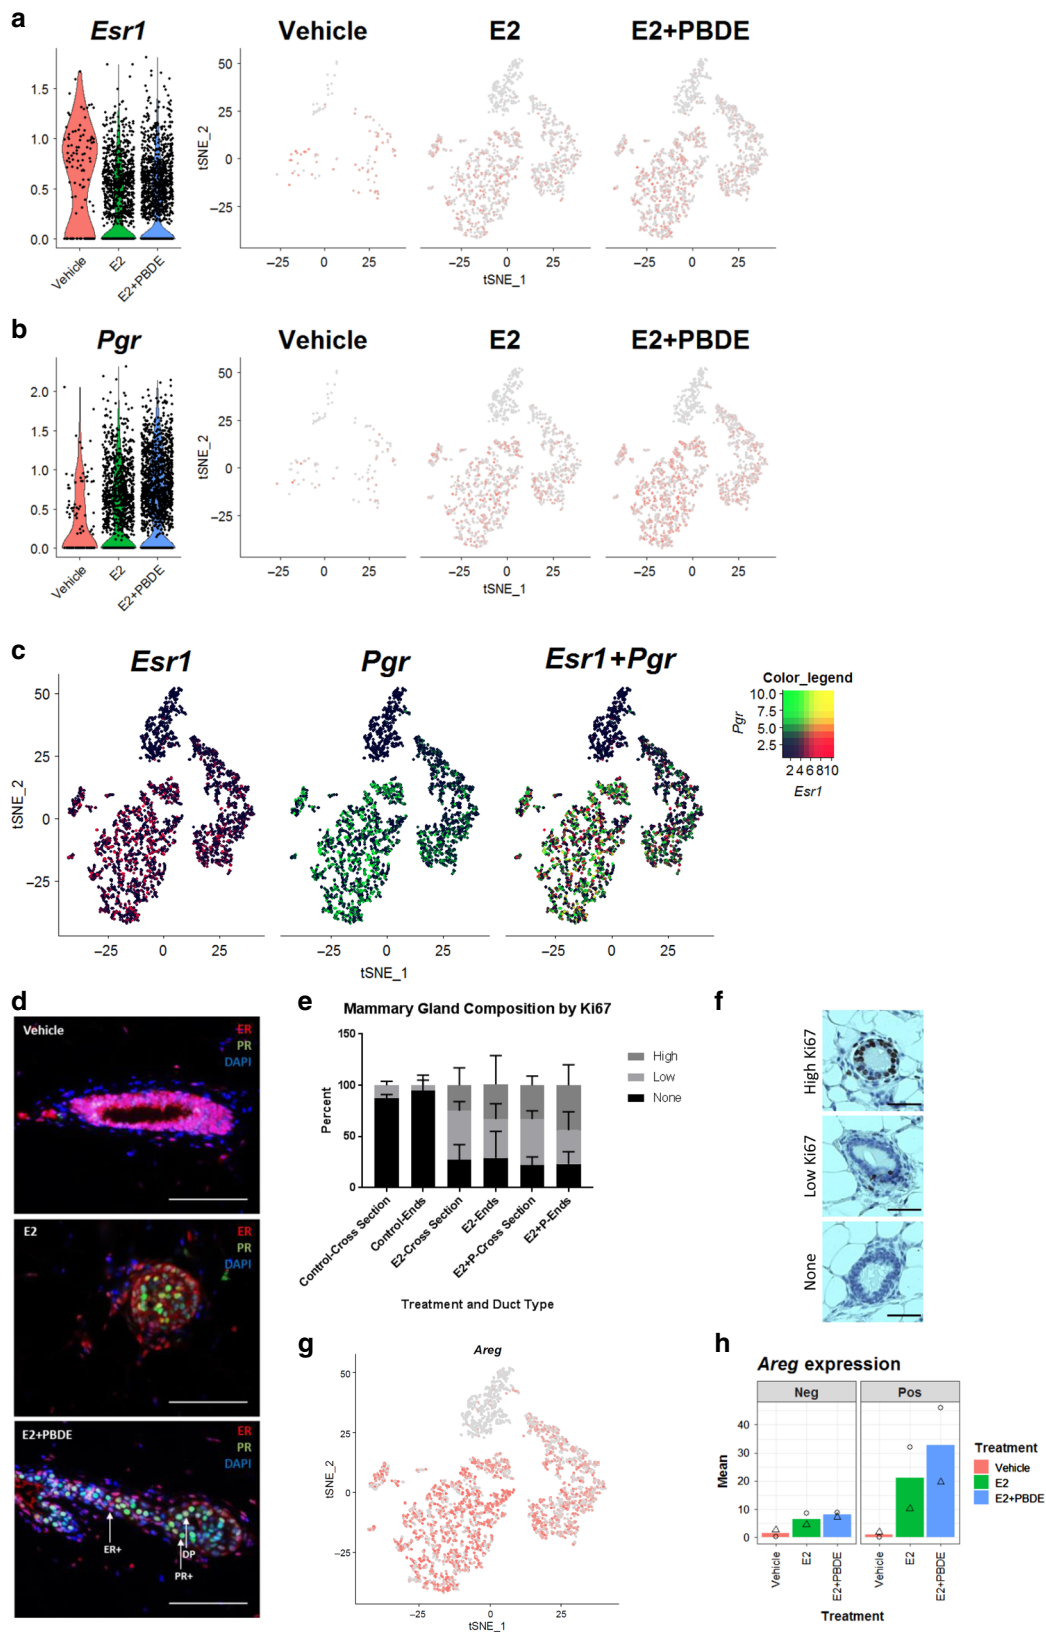 a
Esr1
Vehicle
E2
E2+PBDE
1.5
1.0
0.5
0.0
Vehicle
E2
E2+PBDE
tSNE_2
50
25
0
−25
−25 0 25
−25 0 25
−25 0 25
tSNE_1
b
Pgr
Vehicle
E2
E2+PBDE
2.0
1.5
1.0
0.5
0.0
Vehicle
E2
E2+PBDE
tSNE_2
50
25
0
−25
−25 0 25
−25 0 25
−25 0 25
tSNE_1
c
Esr1
Pgr
Esr1+Pgr
tSNE_2
50
25
0
−25
−25 0 25
−25 0 25
−25 0 25
tSNE_1
Color_legend
Pgr
10.0
7.5
5.0
2.5
2 4 6 8 10
Esr1
d
Vehicle
ER
PR
DAPI
E2
ER
PR
DAPI
E2+PBDE
ER
PR
DAPI
ER+
DP
PR+
e
Mammary Gland Composition by Ki67
Percent
150
100
50
0
High
Low
None
Control-Cross Section
Control-Ends
E2-Cross Section
E2-Ends
E2+P-Cross Section
E2+P-Ends
Treatment and Duct Type
f
High Ki67
Low Ki67
None
g
Areg
tSNE_2
50
25
0
−25
−25 0 25 50
tSNE_1
h
Areg expression
Neg
Pos
Mean
40
30
20
10
0
Vehicle
E2
E2+PBDE
Vehicle
E2
E2+PBDE
Treatment
Treatment
Vehicle
E2
E2+PBDE